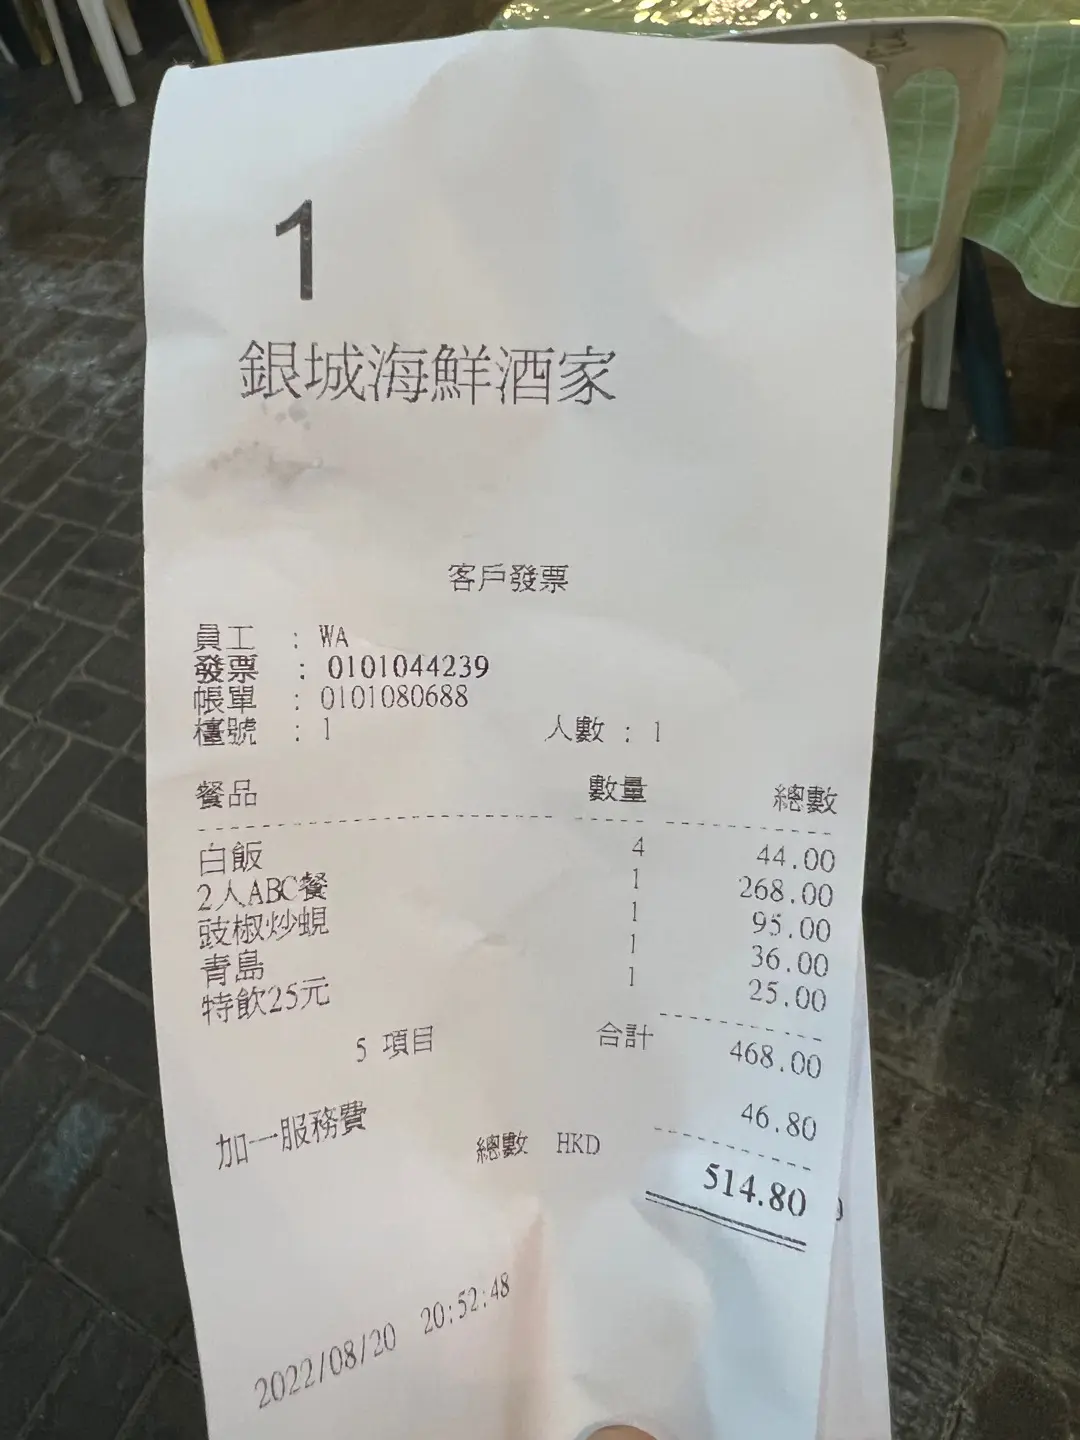 1
銀城海鮮酒家
客戶發票
員工 : WA
發票 : 0101044239
帳單 : 0101080688
檯號 : 1 人數 : 1
餐品 數量 總數
白飯 4 44.00
2人ABC餐 1 268.00
豉椒炒蜆 1 95.00
青島 1 36.00
特飲25元 1 25.00
5 項目 合計 468.00
加一服務費 46.80
總數 HKD 514.80
2022/08/20 20:52:48